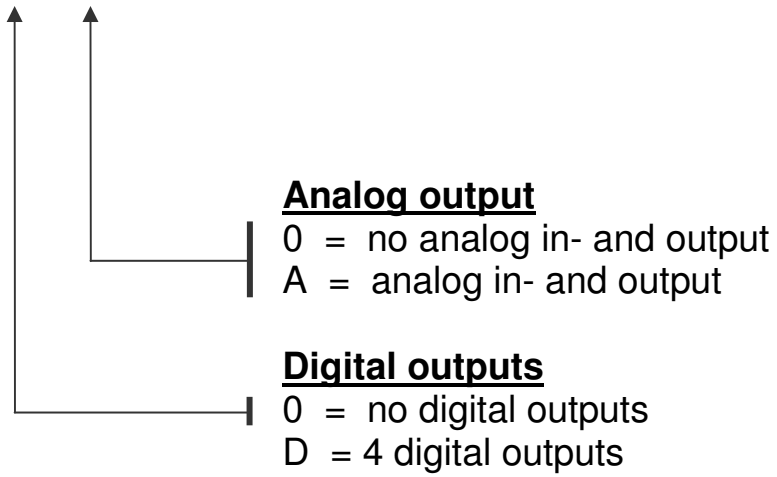 Analog output
0 = no analog in- and output
A = analog in- and output
Digital outputs
0 = no digital outputs
D = 4 digital outputs